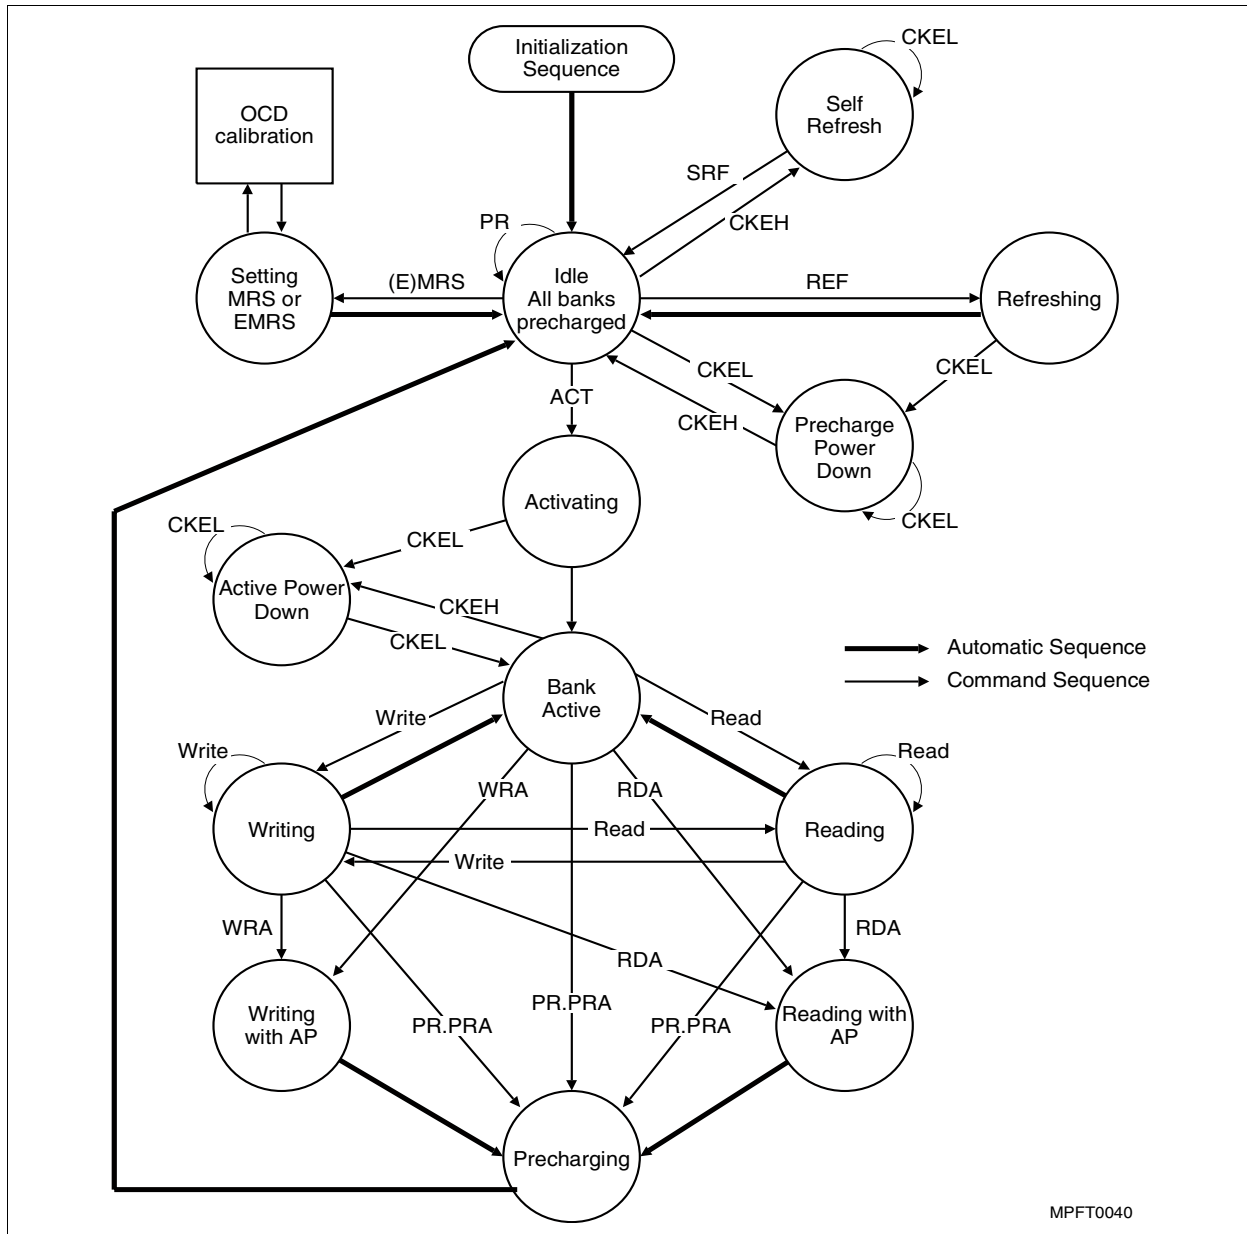 Initialization
Sequence
CKEL
OCD
calibration
Self
Refresh
SRF
CKEH
PR
Setting
MRS or
EMRS
(E)MRS
Idle
All banks
precharged
REF
Refreshing
CKEL
CKEL
CKEH
ACT
Precharge
Power
Down
CKEL
Activating
CKEL
CKEL
Active Power
Down
CKEH
CKEL
Automatic Sequence
Command Sequence
Bank
Active
Write
Read
Write
Read
WRA
RDA
Writing
Read
Reading
Write
WRA
RDA
RDA
Writing
with AP
PR.PRA
PR.PRA
PR.PRA
Reading with
AP
Precharging
MPFT0040